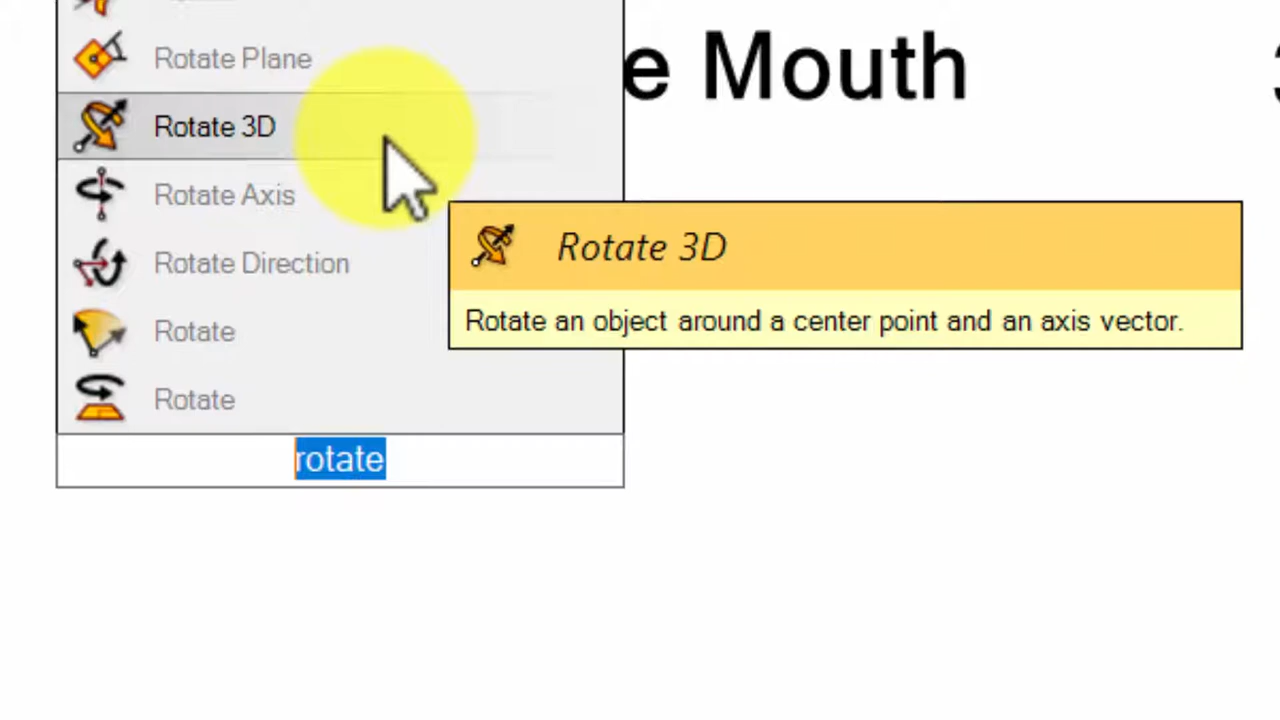 Rotate Plane
e Mouth
Rotate 3D
Rotate Axis
Rotate 3D
Rotate Direction
Rotate an object around a center point and an axis vector.
Rotate
Rotate
rotate